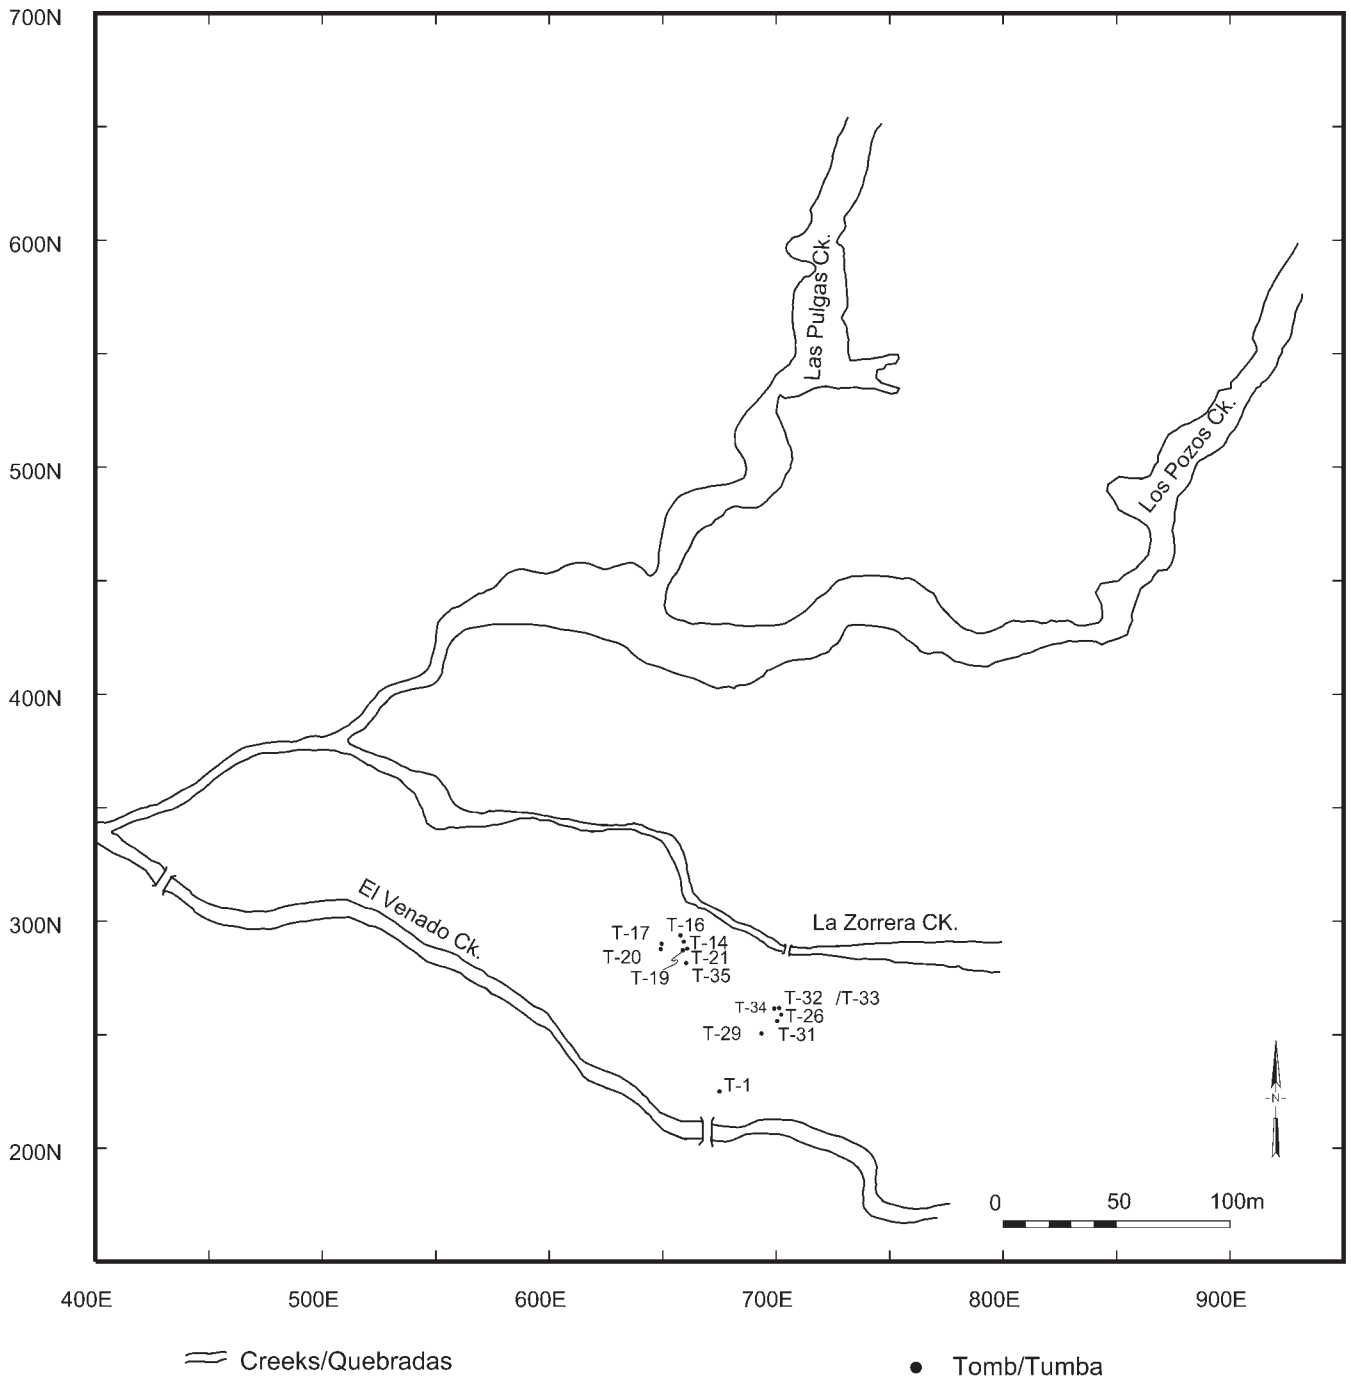 700N
600N
Las Pulgas Ck.
Los Pozos Ck.
500N
400N
El Venado Ck.
300N
La Zorrera CK.
T-16
T-17
T-14
T-20
T-21
T-19
T-35
T-32 /T-33
T-34
T-26
T-29
T-31
T-1
-N-
200N
0 50 100m
400E 500E 600E 700E 800E 900E
Creeks/Quebradas
Tomb/Tumba